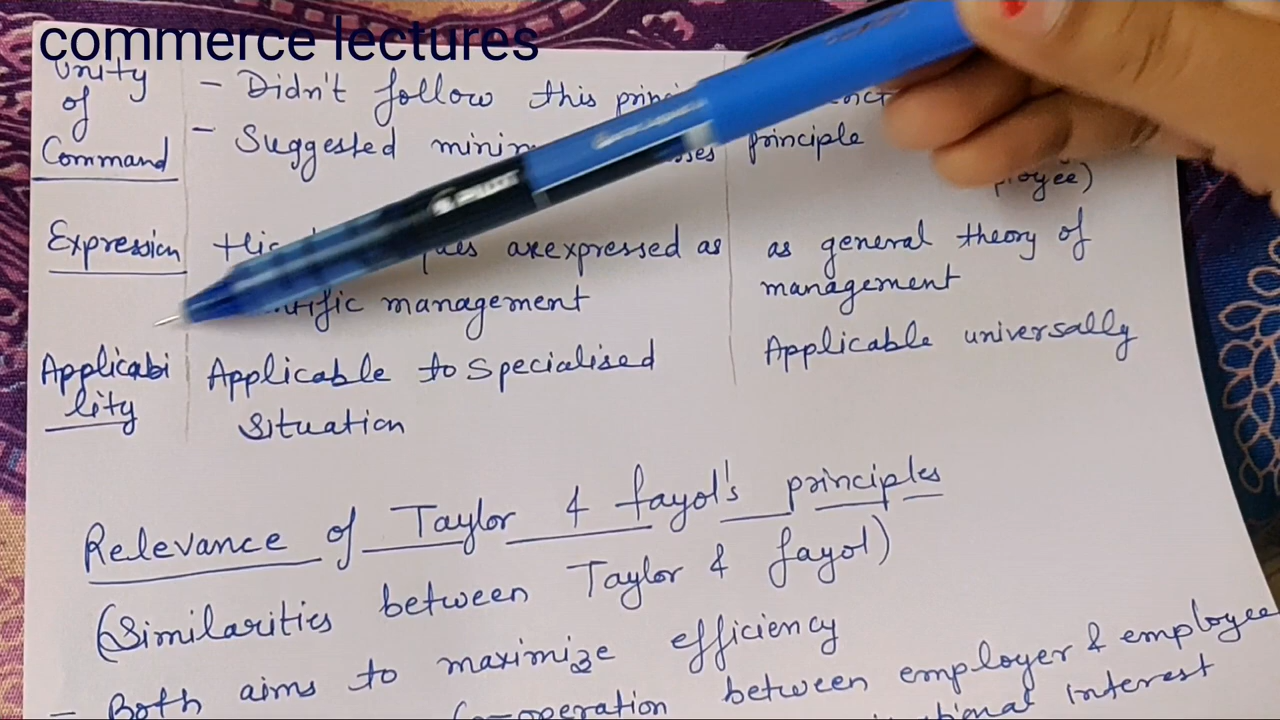 commerce lectures
Unity
of
Command
- Didn't follow this
- Suggested
principle
Expression
are expressed as
management
as general theory of
management
Applicabi
lity
Applicable to Specialised
Situation
Applicable universally
Relevance of Taylor & fayol's principles
(Similarities between Taylor & fayol)
- Both aims to maximize efficiency
Co-operation between employer & employee
interest